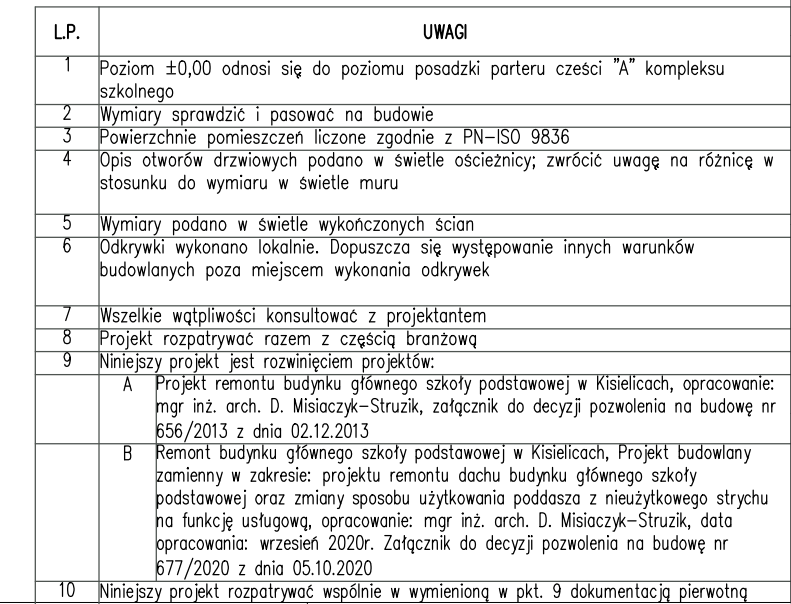 L.P. UWAGI
1 Poziom ±0,00 odnosi się do poziomu posadzki parteru cześci "A" kompleksu
szkolnego
2 Wymiary sprawdzić i pasować na budowie
3 Powierzchnie pomieszczeń liczone zgodnie z PN–ISO 9836
4 Opis otworów drzwiowych podano w świetle ościeżnicy; zwrócić uwagę na różnicę w
stosunku do wymiaru w świetle muru
5 Wymiary podano w świetle wykończonych ścian
6 Odkrywki wykonano lokalnie. Dopuszcza się występowanie innych warunków
budowlanych poza miejscem wykonania odkrywek
7 Wszelkie wątpliwości konsultować z projektantem
8 Projekt rozpatrywać razem z częścią branżową
9 Niniejszy projekt jest rozwinięciem projektów:
A Projekt remontu budynku głównego szkoły podstawowej w Kisielicach, opracowanie:
mgr inż. arch. D. Misiaczyk–Struzik, załącznik do decyzji pozwolenia na budowę nr
656/2013 z dnia 02.12.2013
B Remont budynku głównego szkoły podstawowej w Kisielicach, Projekt budowlany
zamienny w zakresie: projektu remontu dachu budynku głównego szkoły
podstawowej oraz zmiany sposobu użytkowania poddasza z nieużytkowego strychu
na funkcję usługową, opracowanie: mgr inż. arch. D. Misiaczyk–Struzik, data
opracowania: wrzesień 2020r. Załącznik do decyzji pozwolenia na budowę nr
677/2020 z dnia 05.10.2020
10 Niniejszy projekt rozpatrywać wspólnie w wymienioną w pkt. 9 dokumentacją pierwotną